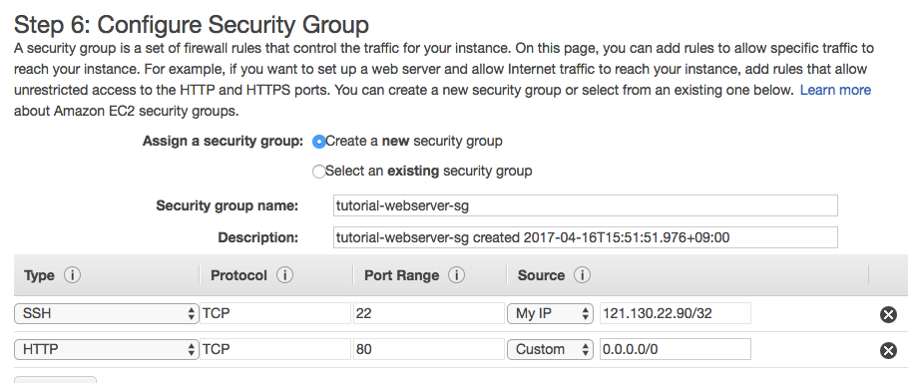 Step 6: Configure Security Group
A security group is a set of firewall rules that control the traffic for your instance. On this page, you can add rules to allow specific traffic to
reach your instance. For example, if you want to set up a web server and allow Internet traffic to reach your instance, add rules that allow
unrestricted access to the HTTP and HTTPS ports. You can create a new security group or select from an existing one below. Learn more
about Amazon EC2 security groups.
Assign a security group: Create a new security group
Select an existing security group
Security group name: tutorial-webserver-sg
Description: tutorial-webserver-sg created 2017-04-16T15:51:51.976+09:00
Type i Protocol i Port Range i Source i
SSH TCP 22 My IP 121.130.22.90/32
HTTP TCP 80 Custom 0.0.0.0/0